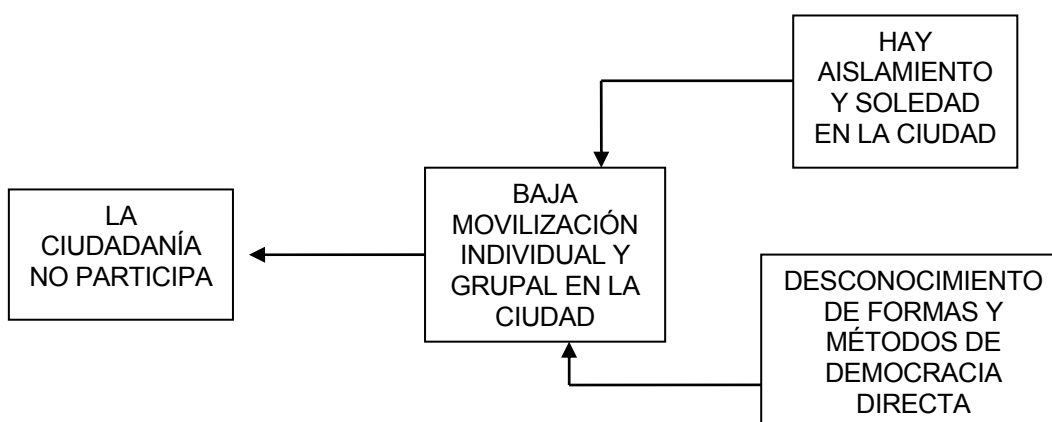 HAY
AISLAMIENTO
Y SOLEDAD
EN LA CIUDAD
BAJA
MOVILIZACIÓN
INDIVIDUAL Y
GRUPAL EN LA
CIUDAD
LA
CIUDADANÍA
NO PARTICIPA
DESCONOCIMIENTO
DE FORMAS Y
MÉTODOS DE
DEMOCRACIA
DIRECTA